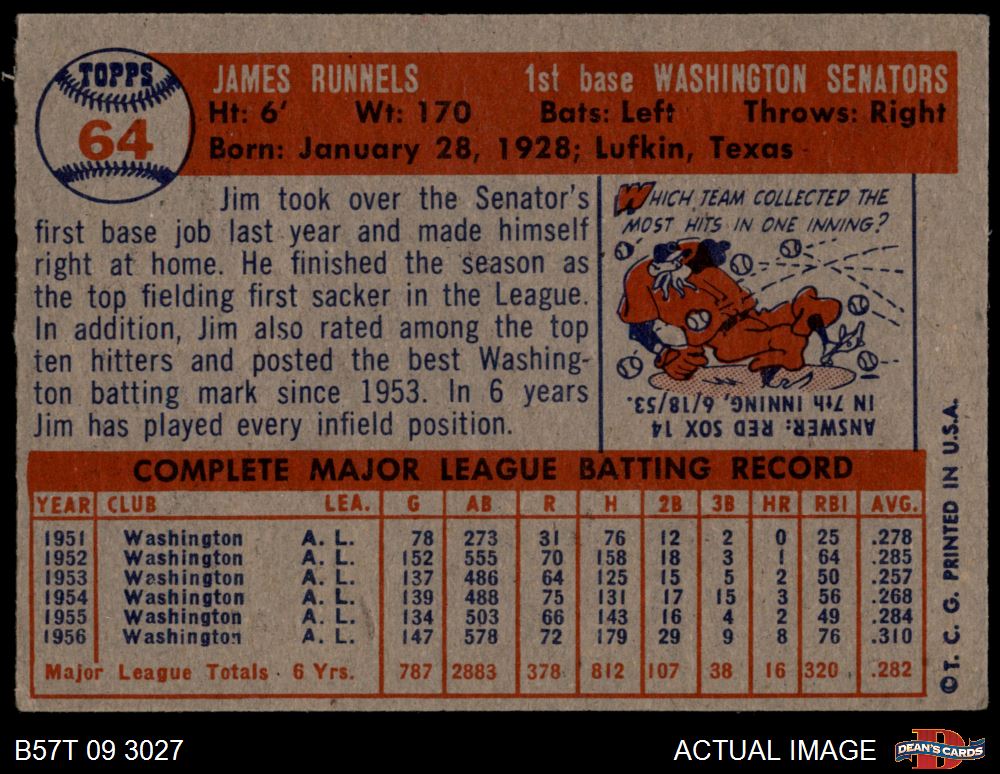 TOPPS
64
JAMES RUNNELS 1st base WASHINGTON SENATORS
Ht: 6' Wt: 170 Bats: Left Throws: Right
Born: January 28, 1928; Lufkin, Texas
Jim took over the Senator's
first base job last year and made himself
right at home. He finished the season as
the top fielding first sacker in the League.
In addition, Jim also rated among the top
ten hitters and posted the best Washing-
ton batting mark since 1953. In 6 years
Jim has played every infield position.
WHICH TEAM COLLECTED THE
MOST HITS IN ONE INNING?
ANSWER: RED SOX 14
IN 7th INNING, 6/18/53.
COMPLETE MAJOR LEAGUE BATTING RECORD
YEAR CLUB LEA. G AB R H 2B 3B HR RBI AVG.
1951 Washington A. L. 78 273 31 76 12 2 0 25 .278
1952 Washington A. L. 152 555 70 158 18 3 1 64 .285
1953 Washington A. L. 137 486 64 125 15 5 2 50 .257
1954 Washington A. L. 139 488 75 131 17 15 3 56 .268
1955 Washington A. L. 134 503 66 143 16 4 2 49 .284
1956 Washington A. L. 147 578 72 179 29 9 8 76 .310
Major League Totals 6 Yrs. 787 2883 378 812 107 38 16 320 .282
©T. C. G. PRINTED IN U.S.A.
B57T 09 3027 ACTUAL IMAGE
DEAN'S CARDS